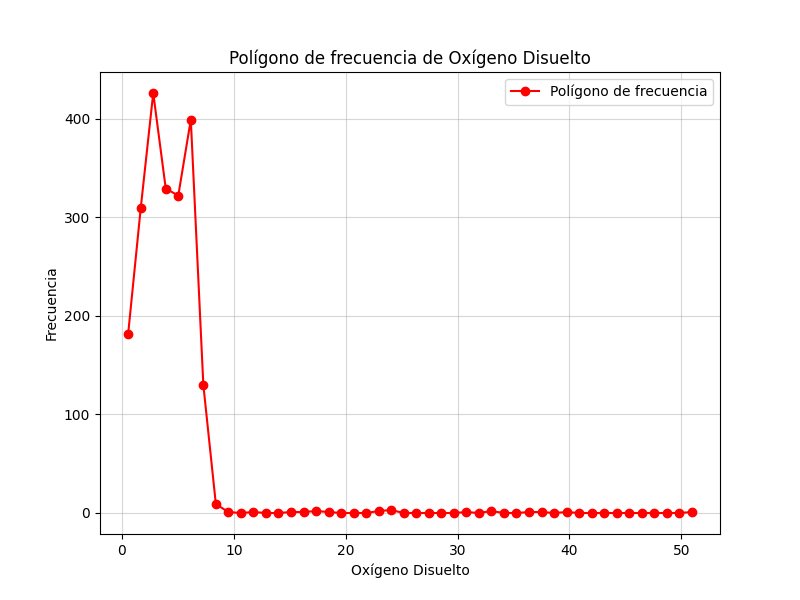 Polígono de frecuencia de Oxígeno Disuelto
Polígono de frecuencia
400
300
200
100
0
Frecuencia
0 10 20 30 40 50
Oxígeno Disuelto